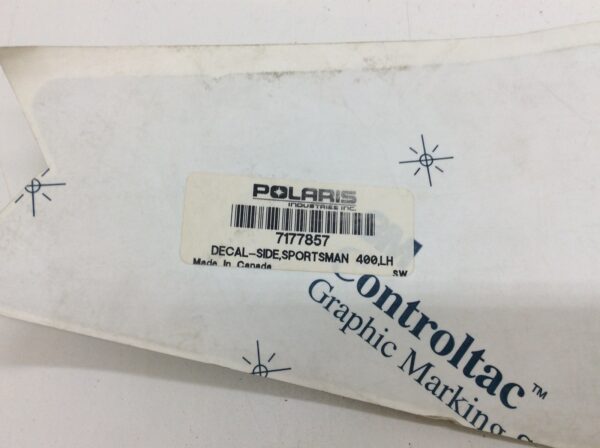 POLARIS
INDUSTRIES INC.
7177857
DECAL-SIDE,SPORTSMAN 400,LH
Made In Canada SW
Controltac™
Graphic Marking